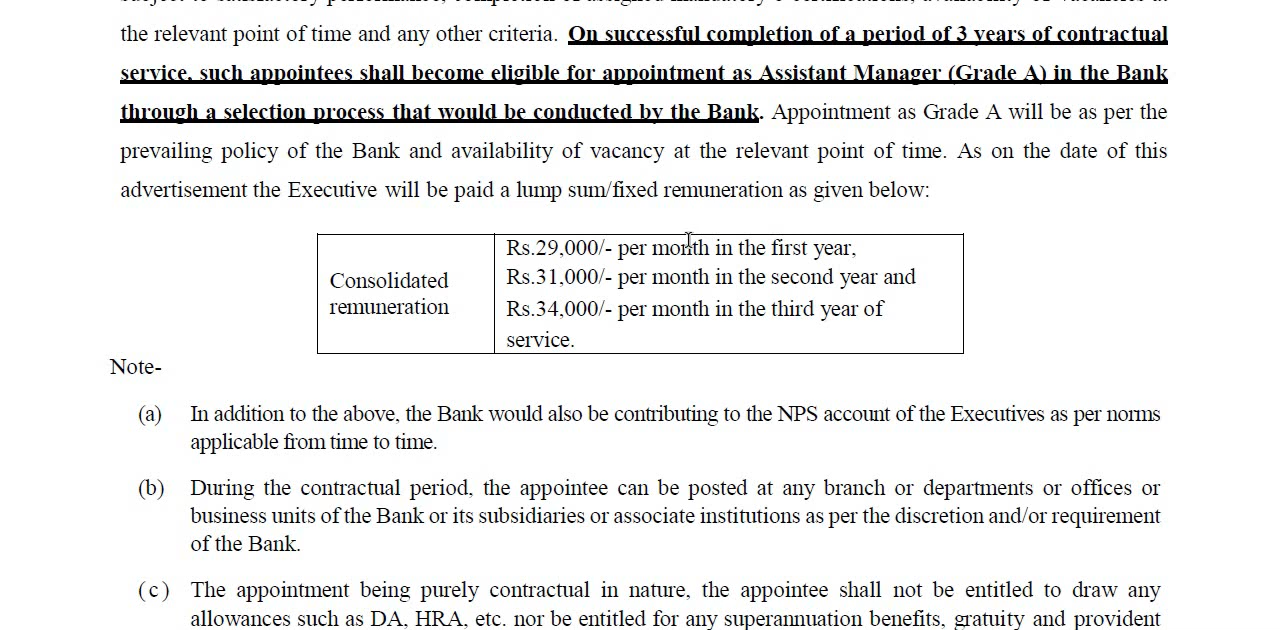 the relevant point of time and any other criteria. On successful completion of a period of 3 years of contractual
service, such appointees shall become eligible for appointment as Assistant Manager (Grade A) in the Bank
through a selection process that would be conducted by the Bank. Appointment as Grade A will be as per the
prevailing policy of the Bank and availability of vacancy at the relevant point of time. As on the date of this
advertisement the Executive will be paid a lump sum/fixed remuneration as given below:
Consolidated
remuneration
Rs.29,000/- per month in the first year,
Rs.31,000/- per month in the second year and
Rs.34,000/- per month in the third year of
service.
Note-
(a) In addition to the above, the Bank would also be contributing to the NPS account of the Executives as per norms
applicable from time to time.
(b) During the contractual period, the appointee can be posted at any branch or departments or offices or
business units of the Bank or its subsidiaries or associate institutions as per the discretion and/or requirement
of the Bank.
(c) The appointment being purely contractual in nature, the appointee shall not be entitled to draw any
allowances such as DA, HRA, etc. nor be entitled for any superannuation benefits, gratuity and provident